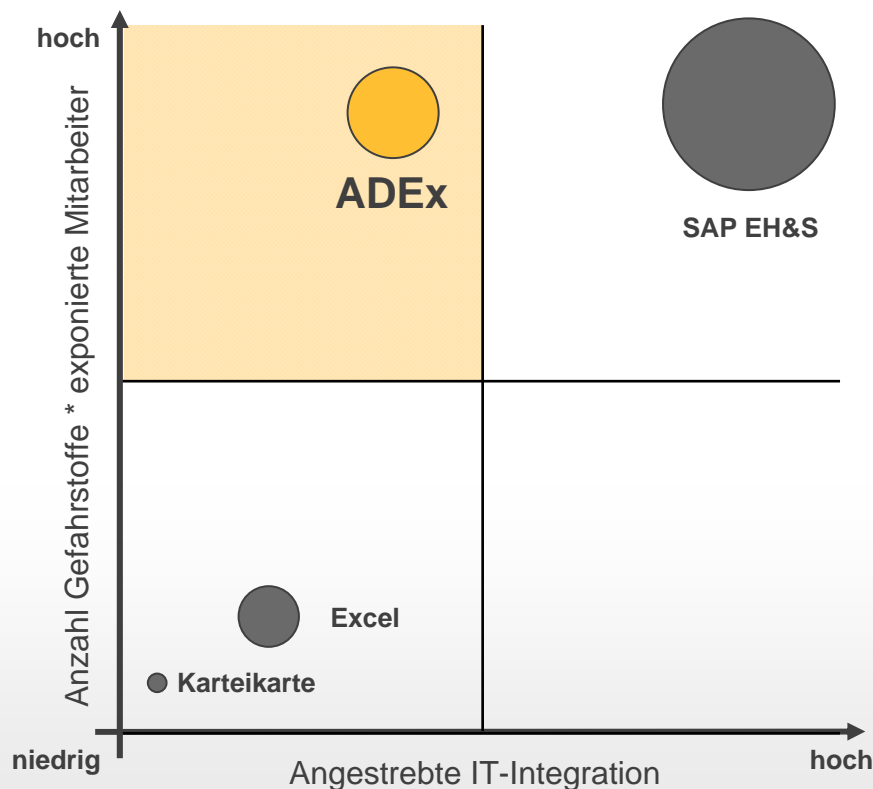 hoch
Anzahl Gefahrstoffe * exponierte Mitarbeiter
ADEx
SAP EH&S
Excel
Karteikarte
niedrig
Angestrebte IT-Integration
hoch